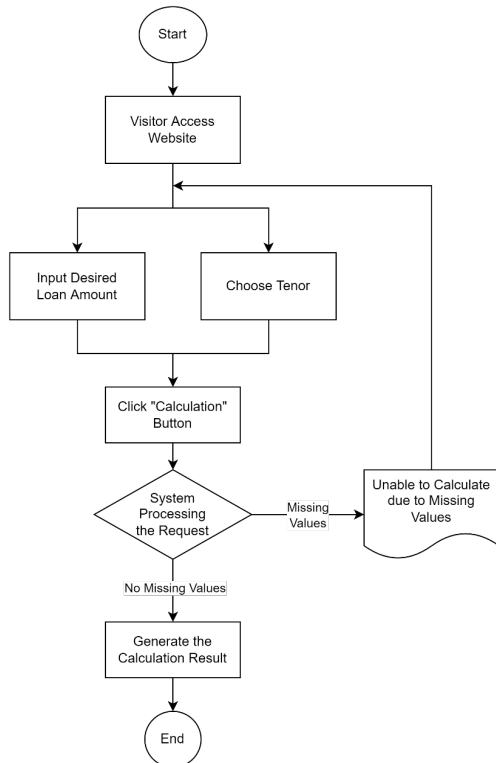 Start
Visitor Access
Website
Input Desired
Loan Amount
Choose Tenor
Click "Calculation"
Button
System
Processing
the Request
Missing
Values
Unable to Calculate
due to Missing
Values
No Missing Values
Generate the
Calculation Result
End